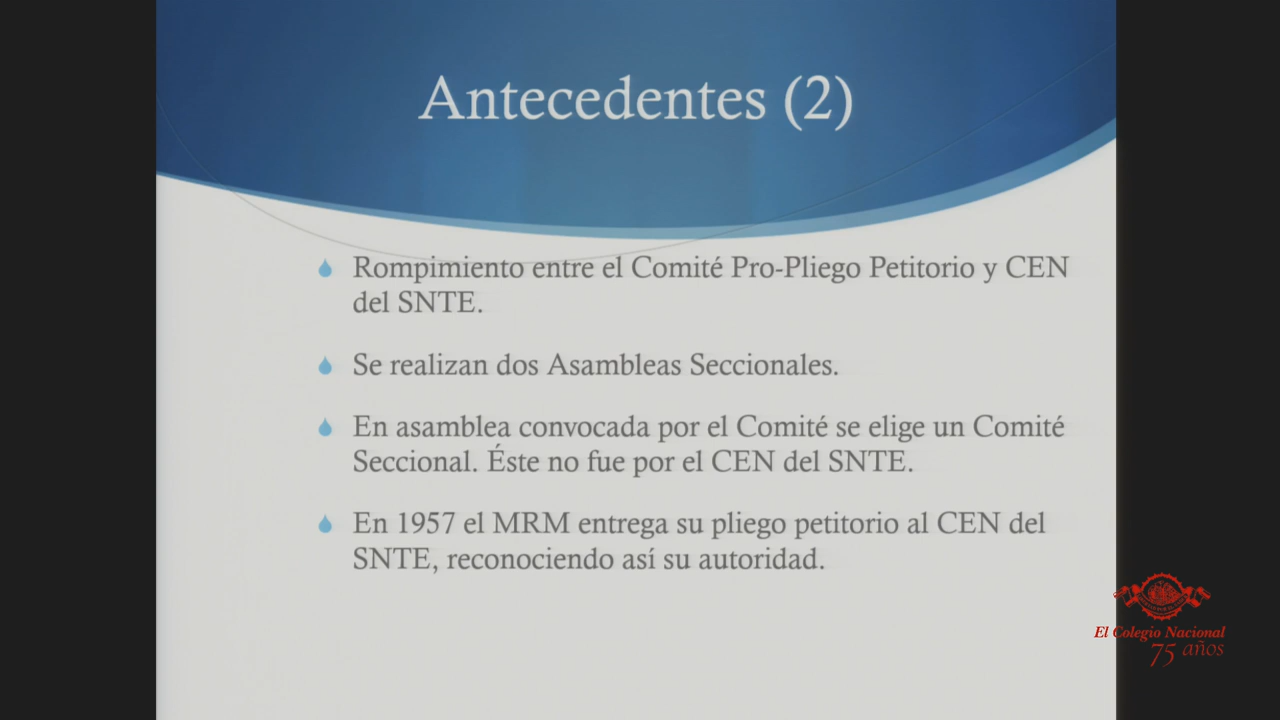 Antecedentes (2)
Rompimiento entre el Comité Pro-Pliego Petitorio y CEN
del SNTE.
Se realizan dos Asambleas Seccionales.
En asamblea convocada por el Comité se elige un Comité
Seccional. Éste no fue por el CEN del SNTE.
En 1957 el MRM entrega su pliego petitorio al CEN del
SNTE, reconociendo así su autoridad.
El Colegio Nacional
75 años